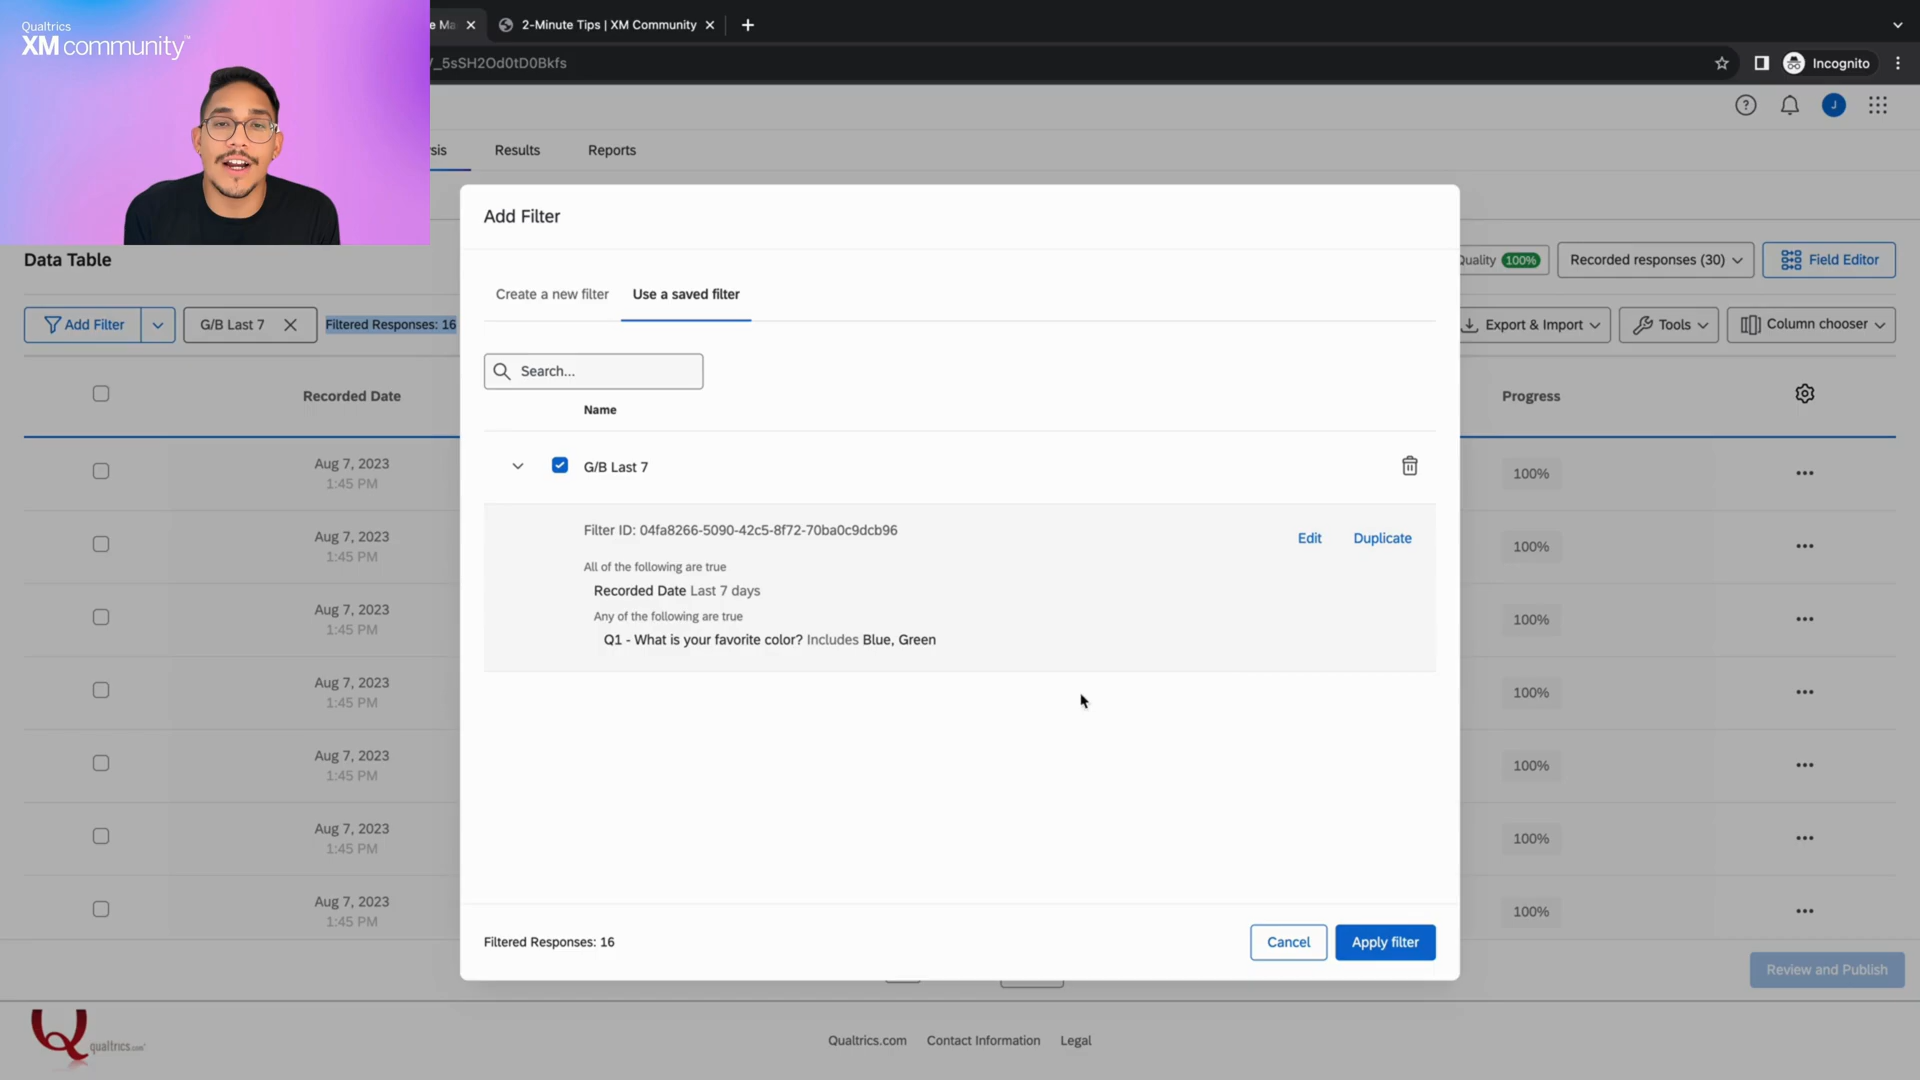 Qualtrics
XM community™
e Ma
2-Minute Tips | XM Community
_5sSH2Od0tD0Bkfs
Incognito
J
sis
Results
Reports
Data Table
Quality 100%
Recorded responses (30)
Field Editor
Add Filter
G/B Last 7
Filtered Responses: 16
Export & Import
Tools
Column chooser
Recorded Date
Progress
Aug 7, 2023
1:45 PM
100%
Aug 7, 2023
1:45 PM
100%
Aug 7, 2023
1:45 PM
100%
Aug 7, 2023
1:45 PM
100%
Aug 7, 2023
1:45 PM
100%
Aug 7, 2023
1:45 PM
100%
Aug 7, 2023
1:45 PM
100%
Add Filter
Create a new filter
Use a saved filter
Search...
Name
G/B Last 7
Filter ID: 04fa8266-5090-42c5-8f72-70ba0c9dcb96
Edit
Duplicate
All of the following are true
Recorded Date Last 7 days
Any of the following are true
Q1 - What is your favorite color? Includes Blue, Green
Filtered Responses: 16
Cancel
Apply filter
Review and Publish
Q
qualtrics.com
Qualtrics.com
Contact Information
Legal